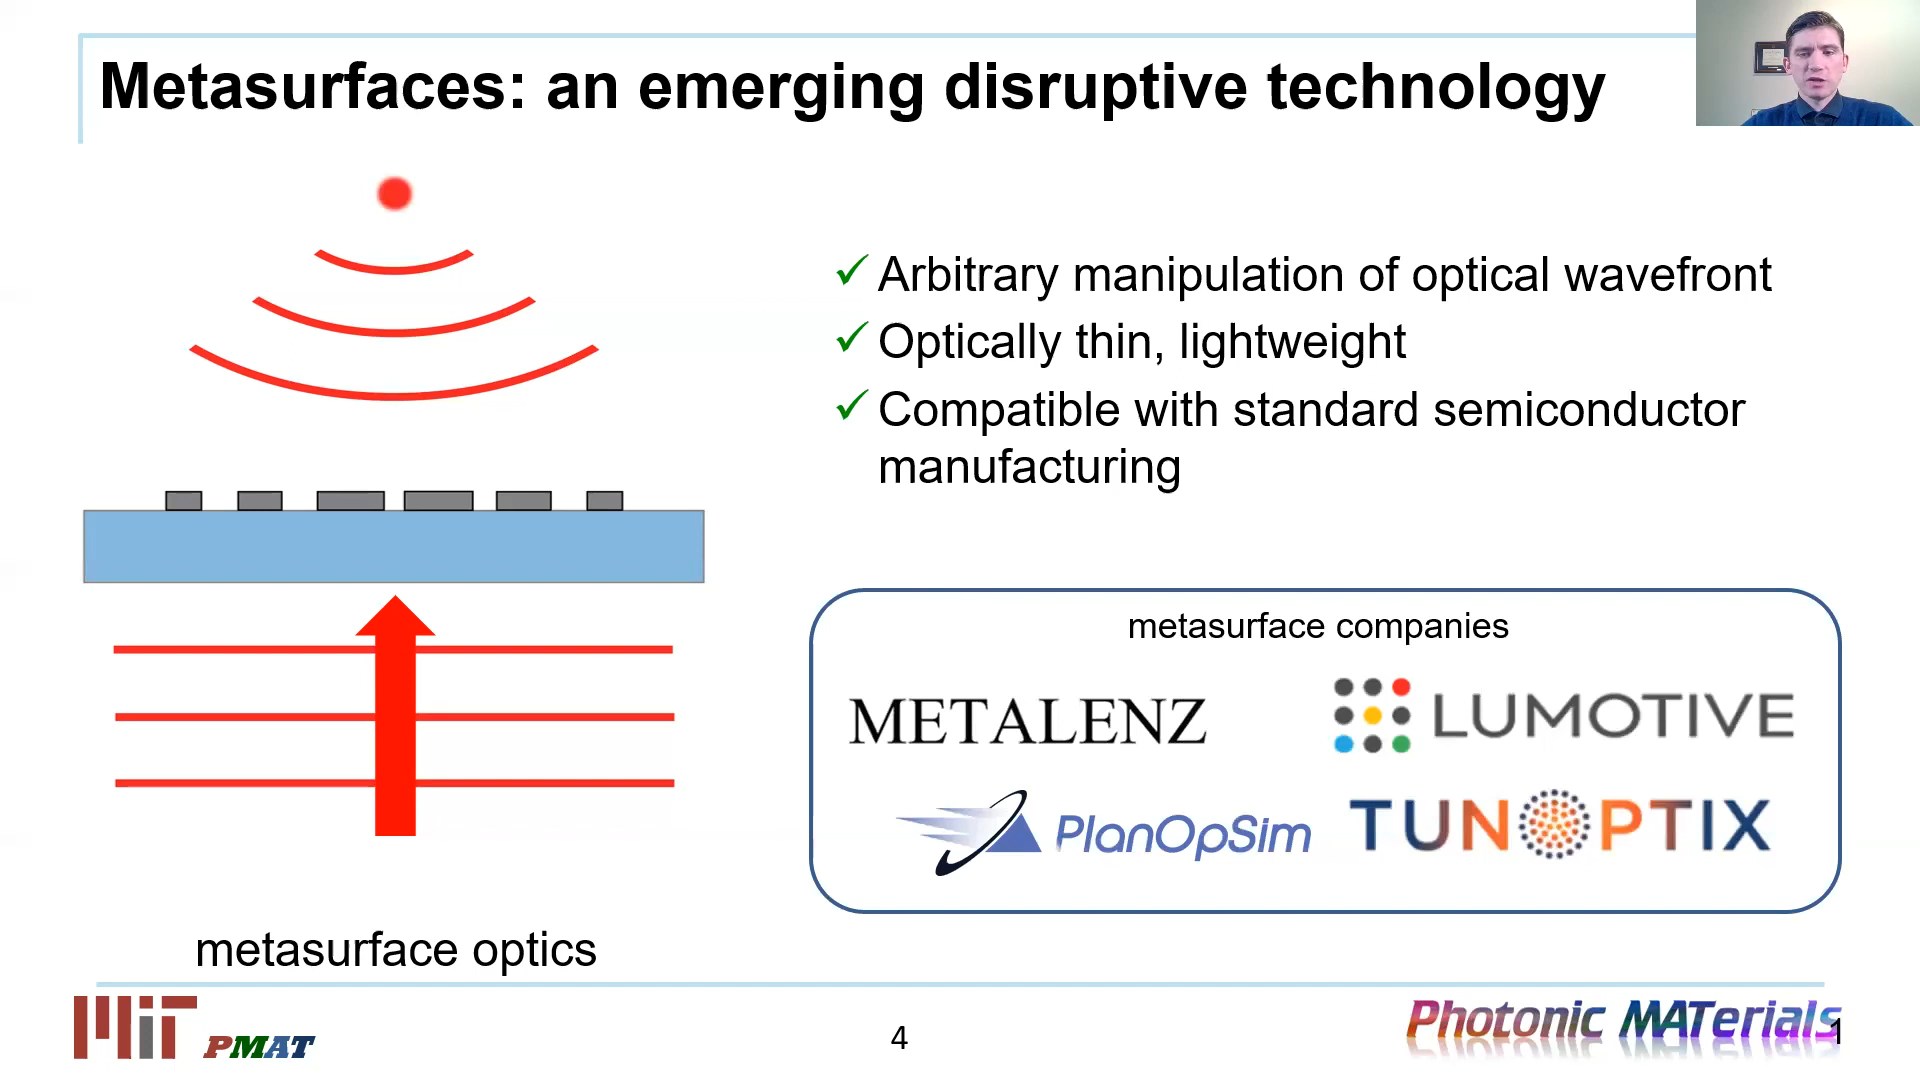 Metasurfaces: an emerging disruptive technology
Arbitrary manipulation of optical wavefront
Optically thin, lightweight
Compatible with standard semiconductor
manufacturing
metasurface companies
METALENZ
LUMOTIVE
PlanOpSim
TUNOPTIX
metasurface optics
MIT PMAT
4
Photonic MATerials
1